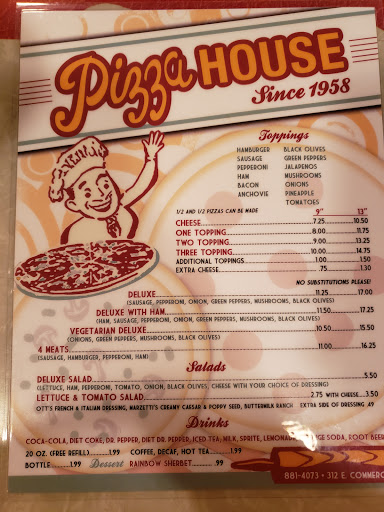 Pizza HOUSE
Since 1958
Toppings
HAMBURGER BLACK OLIVES
SAUSAGE GREEN PEPPERS
PEPPERONI JALAPENOS
HAM MUSHROOMS
BACON ONIONS
ANCHOVIE PINEAPPLE
TOMATOES
1/2 AND 1/2 PIZZAS CAN BE MADE 9" 13"
CHEESE 7.25 10.50
ONE TOPPING 8.00 11.75
TWO TOPPING 9.00 13.25
THREE TOPPING 10.00 14.75
ADDITIONAL TOPPINGS 1.00 1.50
EXTRA CHEESE .75 1.30
NO SUBSTITUTIONS PLEASE!
DELUXE 11.25 17.00
(SAUSAGE, PEPPERONI, ONION, GREEN PEPPERS, MUSHROOMS, BLACK OLIVES)
DELUXE WITH HAM 11.50 17.25
(HAM, SAUSAGE, PEPPERONI, ONION, GREEN PEPPERS, MUSHROOMS, BLACK OLIVES)
VEGETARIAN DELUXE 10.50 15.50
(ONIONS, GREEN PEPPERS, MUSHROOMS, BLACK OLIVES)
4 MEATS 11.00 16.25
(SAUSAGE, HAMBURGER, PEPPERONI, HAM)
Salads
DELUXE SALAD 5.50
(LETTUCE, HAM, PEPPERONI, TOMATO, ONION, BLACK OLIVES, CHEESE WITH YOUR CHOICE OF DRESSING)
LETTUCE & TOMATO SALAD 2.75 WITH CHEESE 3.50
OTT'S FRENCH & ITALIAN DRESSING, MARZETTI'S CREAMY CAESAR & POPPY SEED, BUTTERMILK RANCH EXTRA SIDE OF DRESSING .49
Drinks
COCA-COLA, DIET COKE, DR. PEPPER, DIET DR. PEPPER, ICED TEA, MILK, SPRITE, SODA, ROOT BEER
20 OZ. (FREE REFILL) 1.99 COFFEE, DECAF, HOT TEA 1.99
BOTTLE 1.99 Dessert RAINBOW SHERBET .99
881-4073 • 312 E.